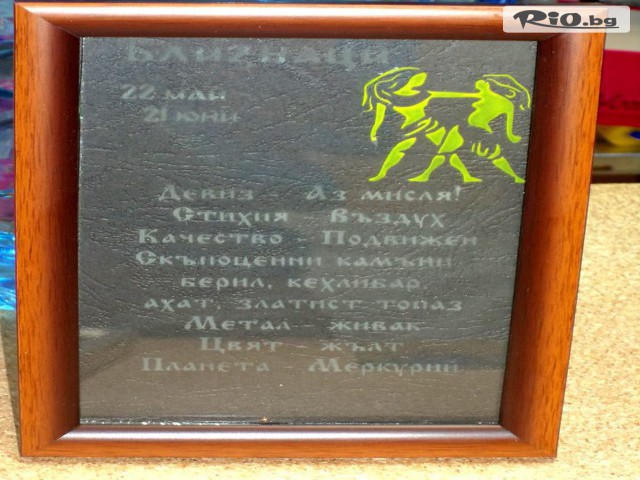 Rio.bg
Близнаци
22 май
21 юни
Девиз - Аз мисля!
Стихия Въздух
Качество - Подвижен
Скъпоценни камъни
берил, кехлибар,
ахат, златист топаз
Метал - живак
Цвят - жълт
Планета - Меркурий